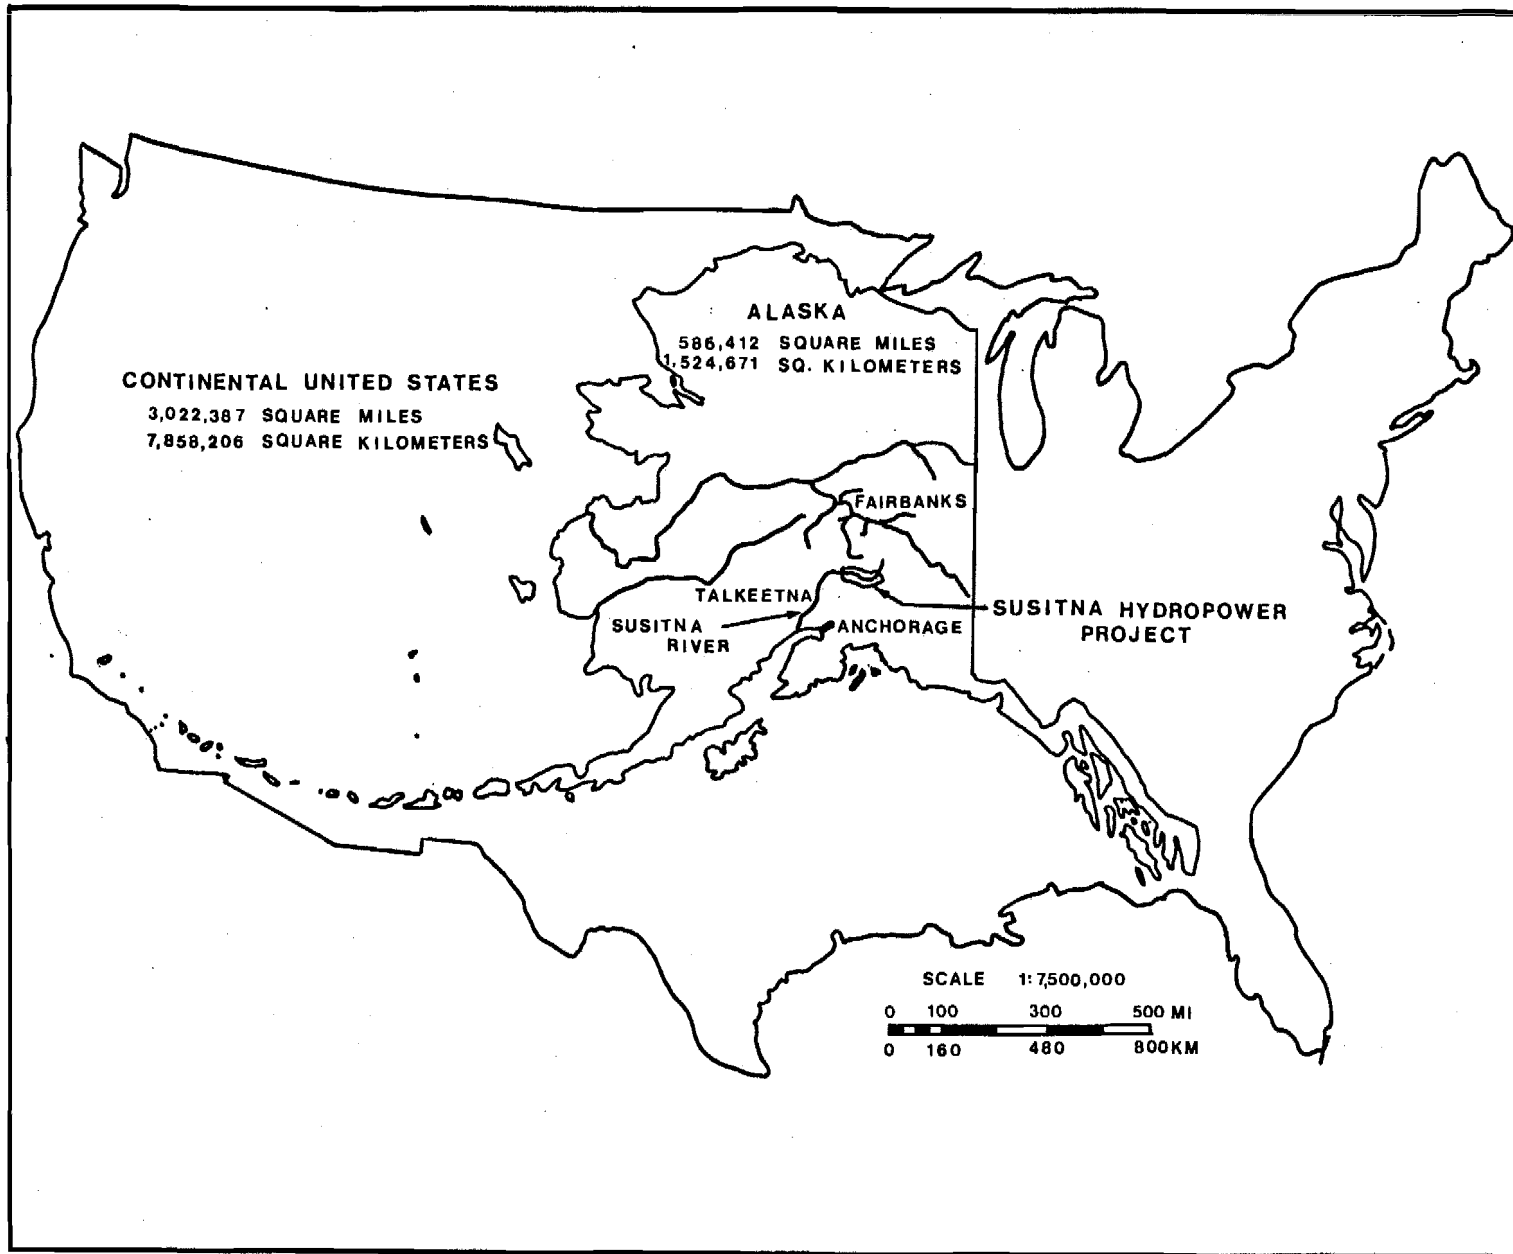 ALASKA
586,412 SQUARE MILES
1,524,671 SQ. KILOMETERS
CONTINENTAL UNITED STATES
3,022,387 SQUARE MILES
7,858,206 SQUARE KILOMETERS
FAIRBANKS
TALKEETNA
SUSITNA
RIVER
ANCHORAGE
SUSITNA HYDROPOWER
PROJECT
SCALE 1:7,500,000
0 100 300 500 MI
0 160 480 800KM